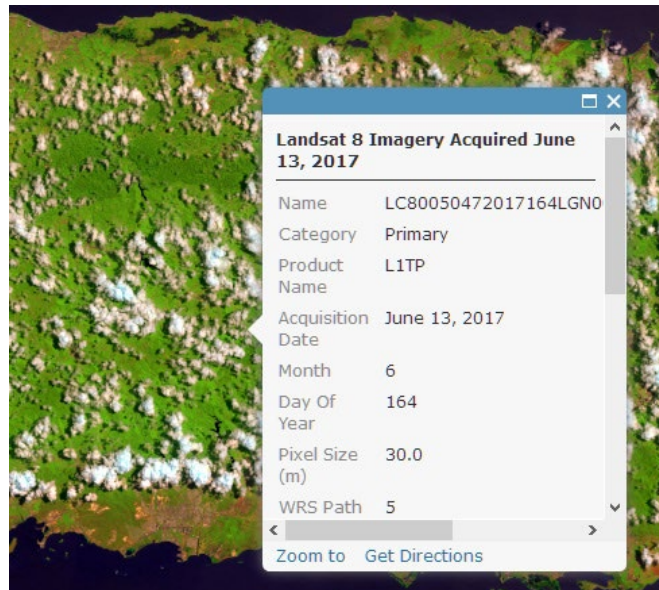 Landsat 8 Imagery Acquired June
13, 2017
Name LC80050472017164LGN0
Category Primary
Product
Name L1TP
Acquisition
Date June 13, 2017
Month 6
Day Of
Year 164
Pixel Size
(m) 30.0
WRS Path 5
Zoom to Get Directions